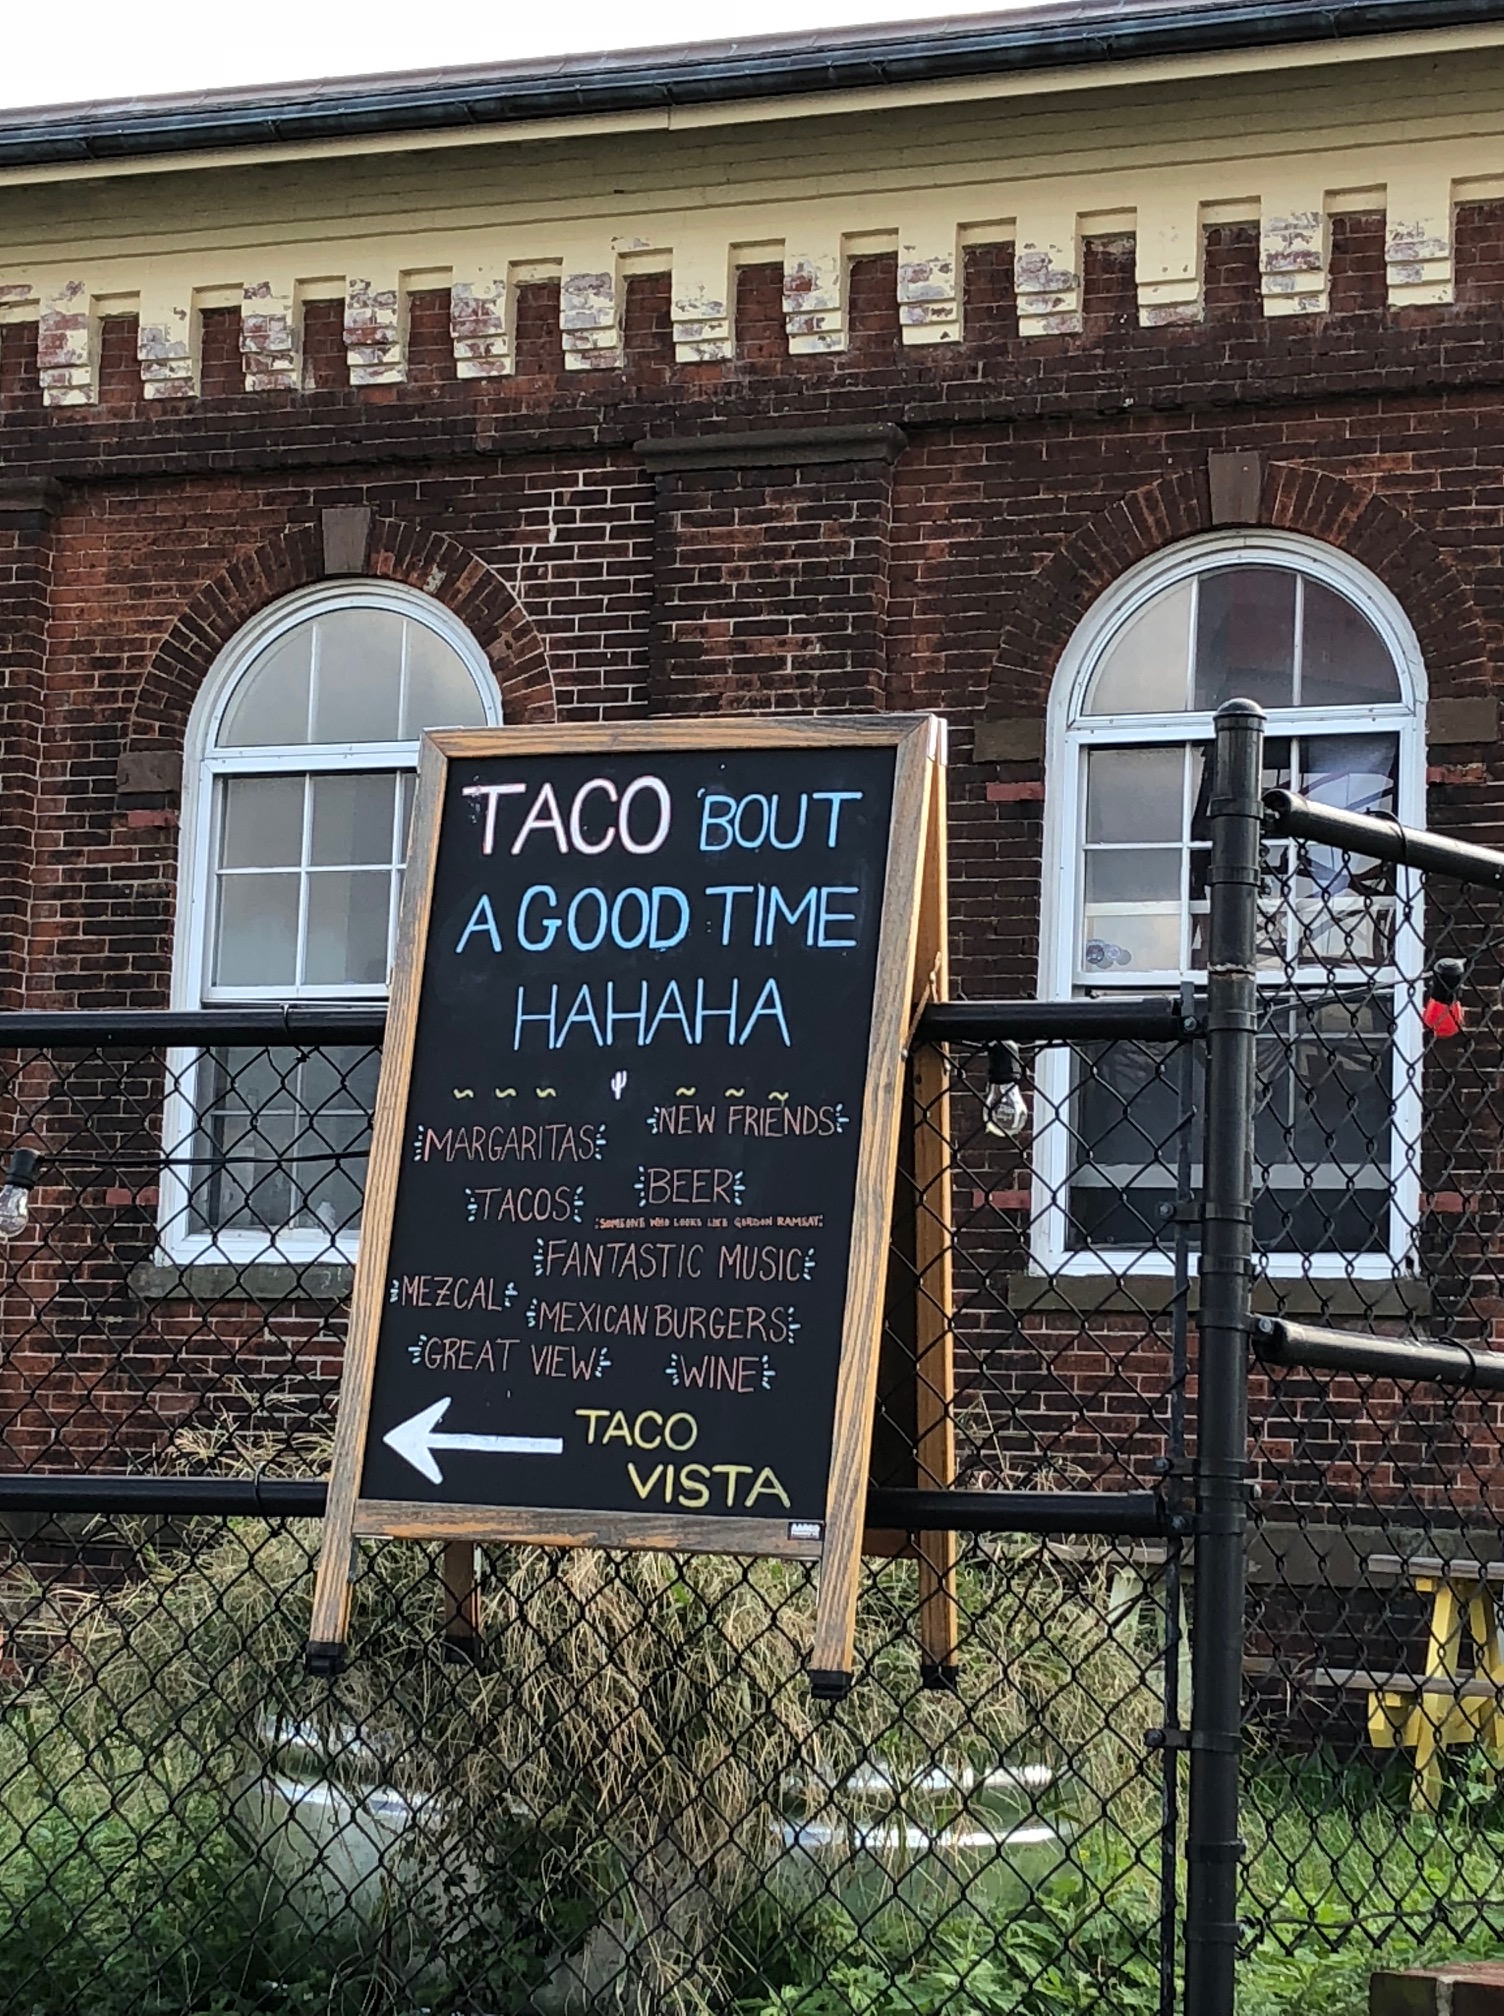 TACO 'BOUT
A GOOD TIME
HAHAHA
NEW FRIENDS
MARGARITAS
BEER
TACOS
SOMEONE WHO LOOKS LIKE GORDON RAMSAY
FANTASTIC MUSIC
MEZCAL
MEXICAN BURGERS
GREAT VIEW
WINE
TACO
VISTA